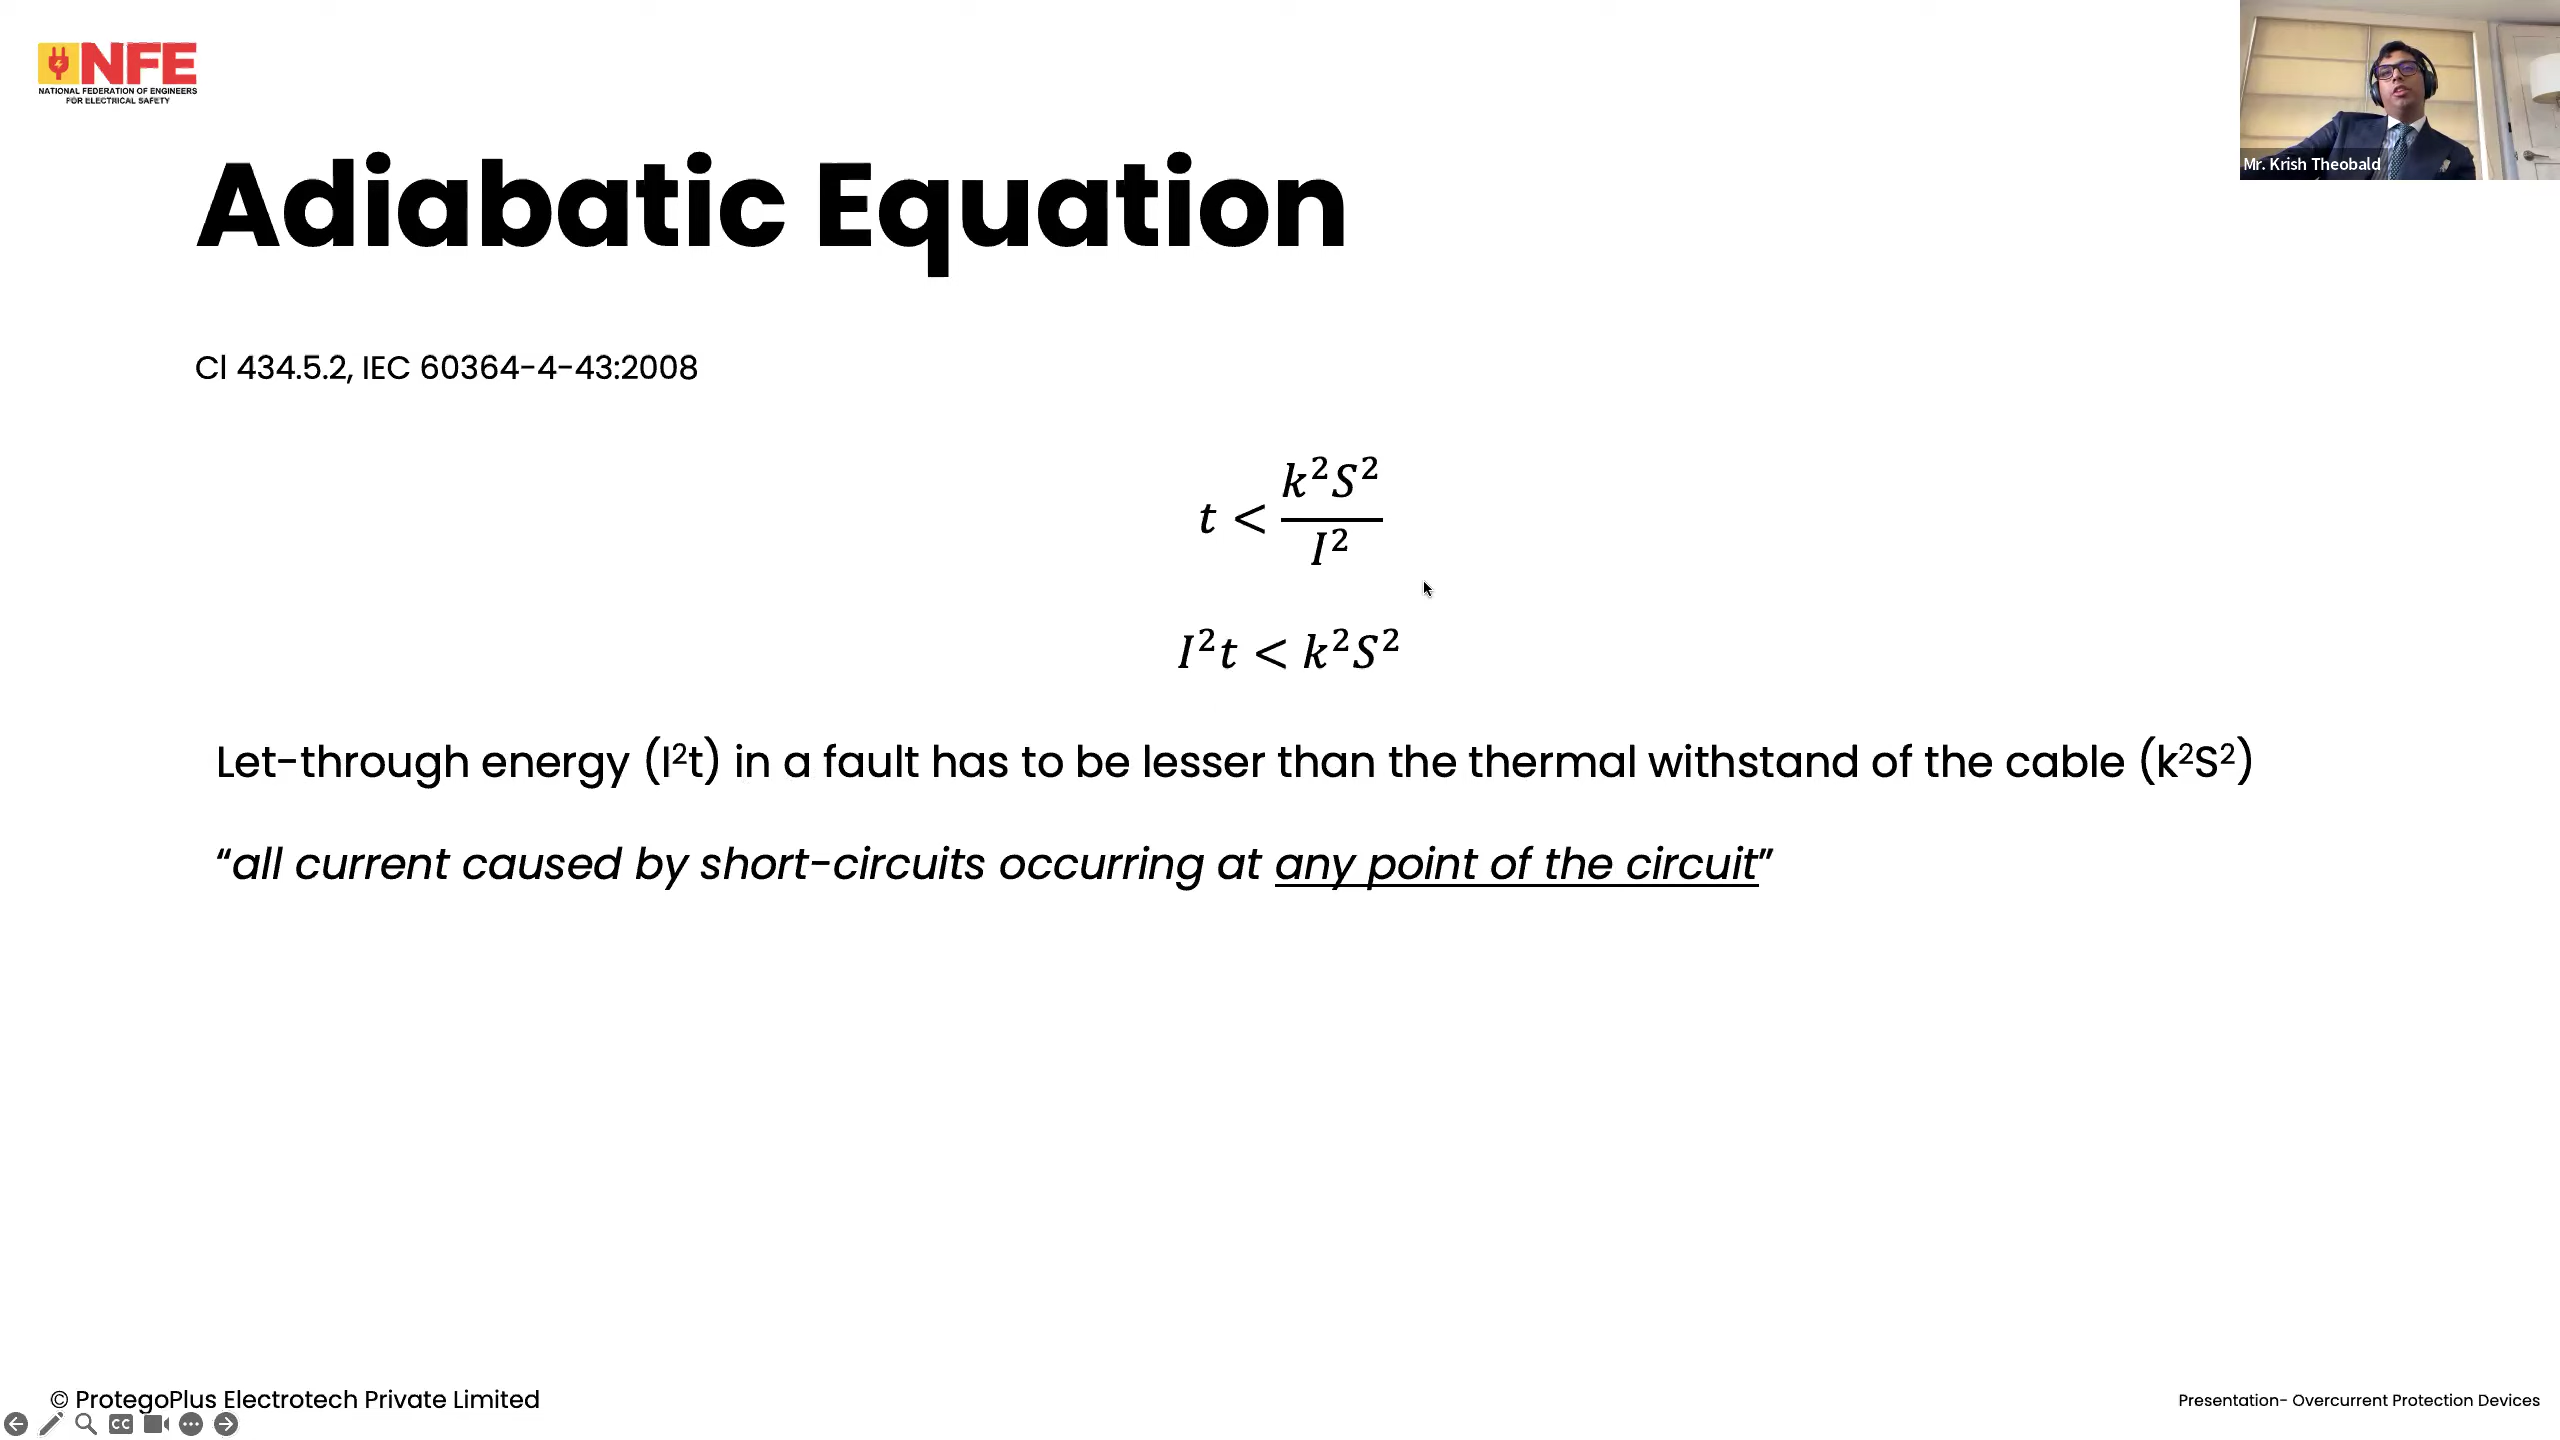 NFE
NATIONAL FEDERATION OF ENGINEERS
FOR ELECTRICAL SAFETY
Mr. Krish Theobald
Adiabatic Equation
Cl 434.5.2, IEC 60364-4-43:2008
t < k²S² / I²
I²t < k²S²
Let-through energy (I²t) in a fault has to be lesser than the thermal withstand of the cable (k²S²)
“all current caused by short-circuits occurring at any point of the circuit”
© ProtegoPlus Electrotech Private Limited
CC
Presentation- Overcurrent Protection Devices